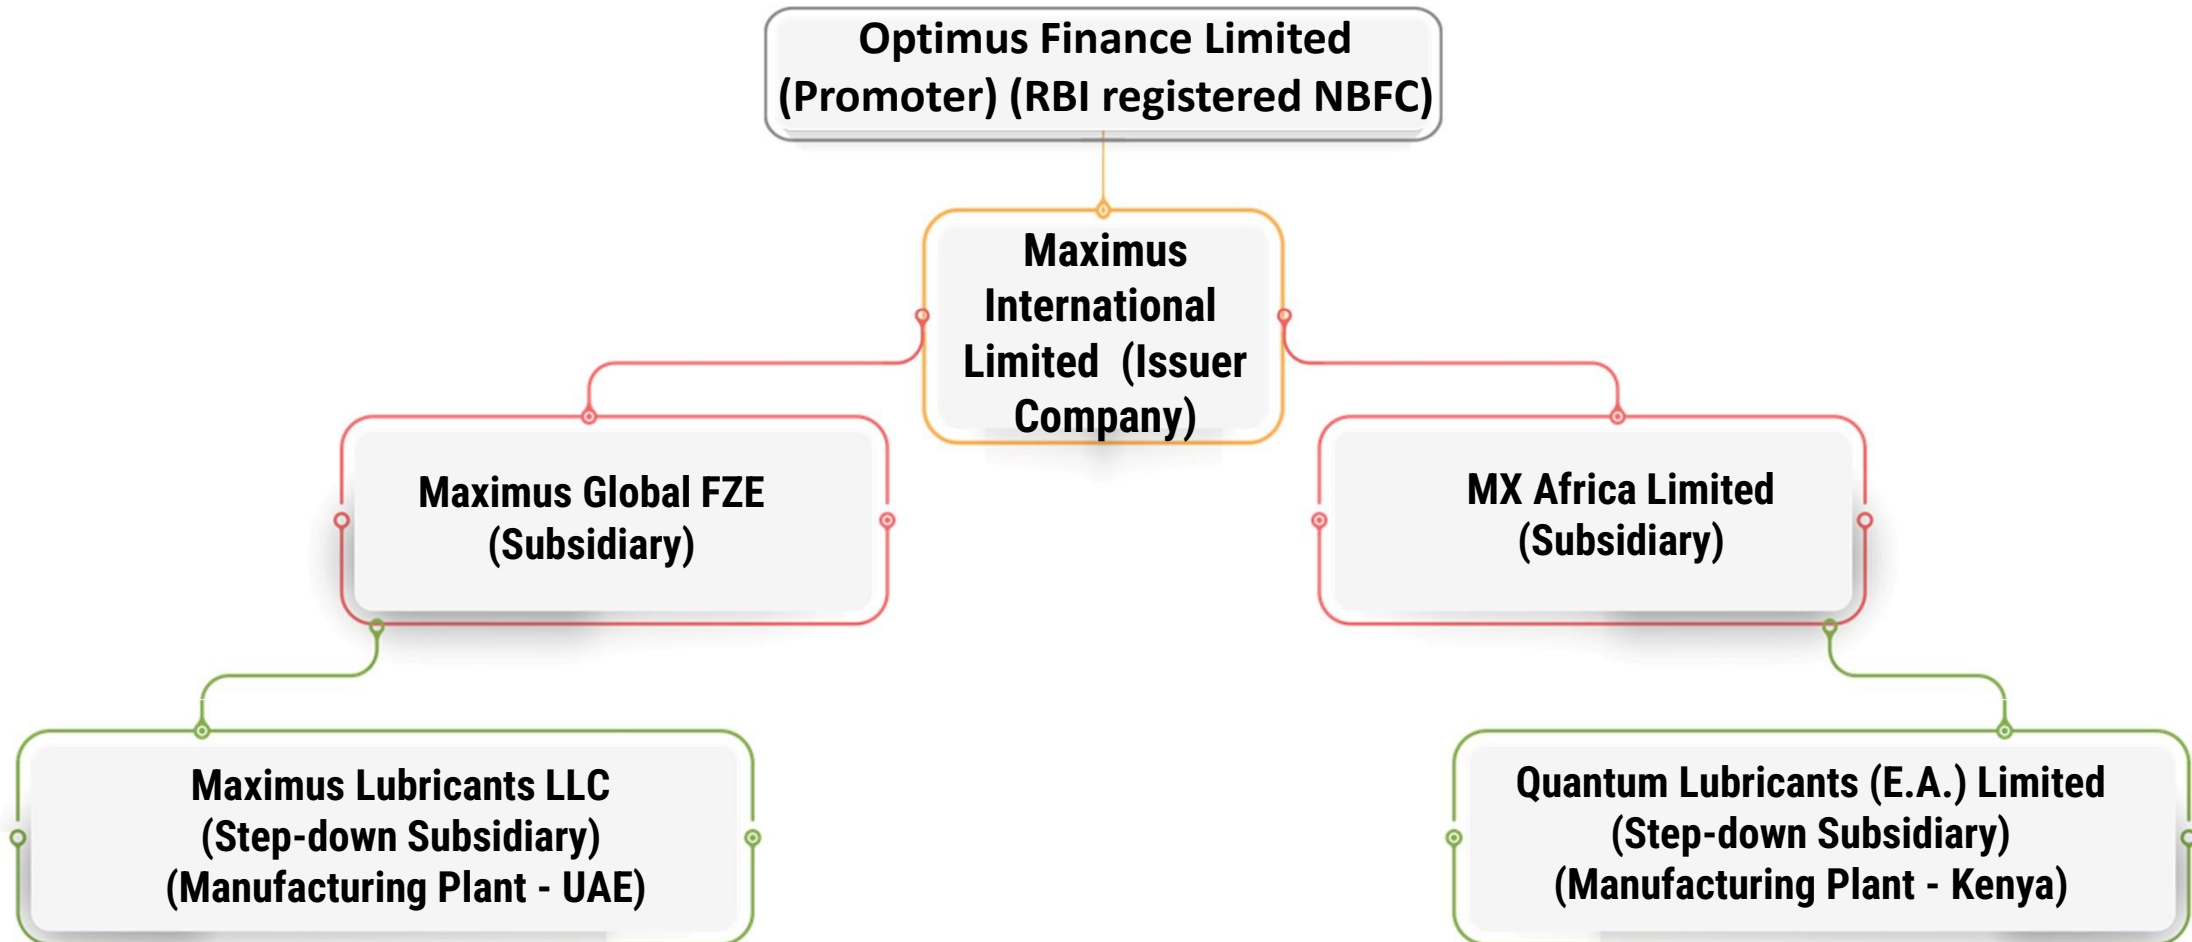 Optimus Finance Limited
(Promoter) (RBI registered NBFC)
Maximus
International
Limited (Issuer
Company)
Maximus Global FZE
(Subsidiary)
MX Africa Limited
(Subsidiary)
Maximus Lubricants LLC
(Step-down Subsidiary)
(Manufacturing Plant - UAE)
Quantum Lubricants (E.A.) Limited
(Step-down Subsidiary)
(Manufacturing Plant - Kenya)